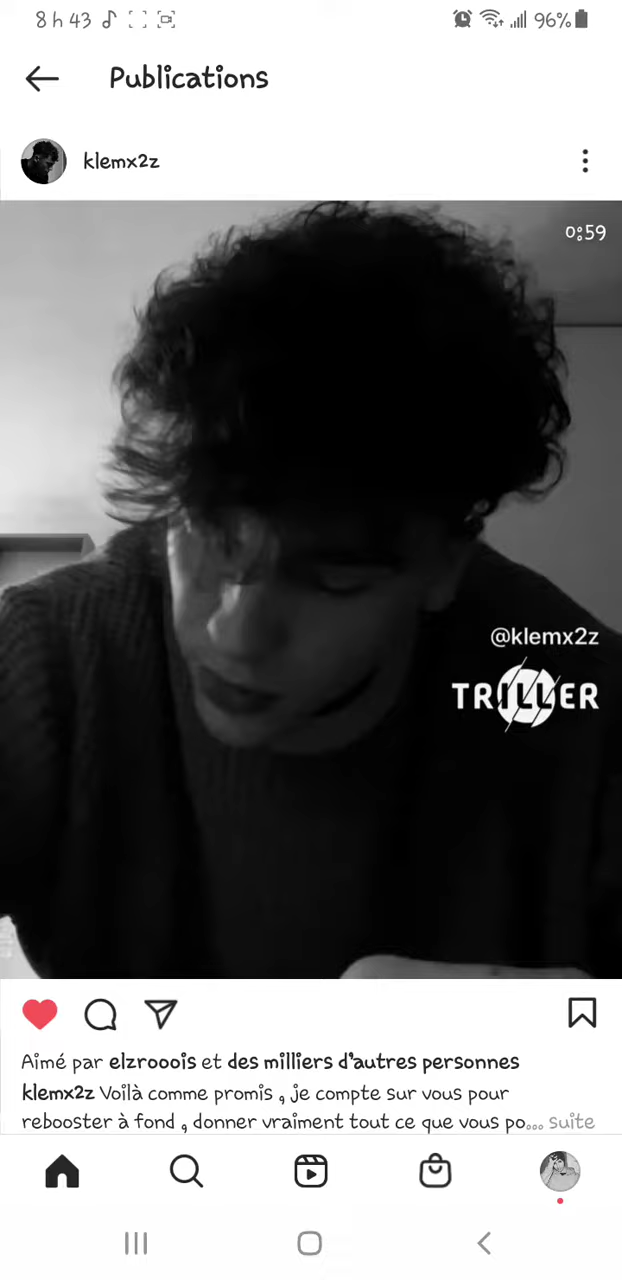 8 h 43 96%
Publications
klemx2z
0:59
@klemx2z
TRILLER
Aimé par elzrooois et des milliers d'autres personnes
klemx2z Voilà comme promis , je compte sur vous pour
rebooster à fond , donner vraiment tout ce que vous po... suite